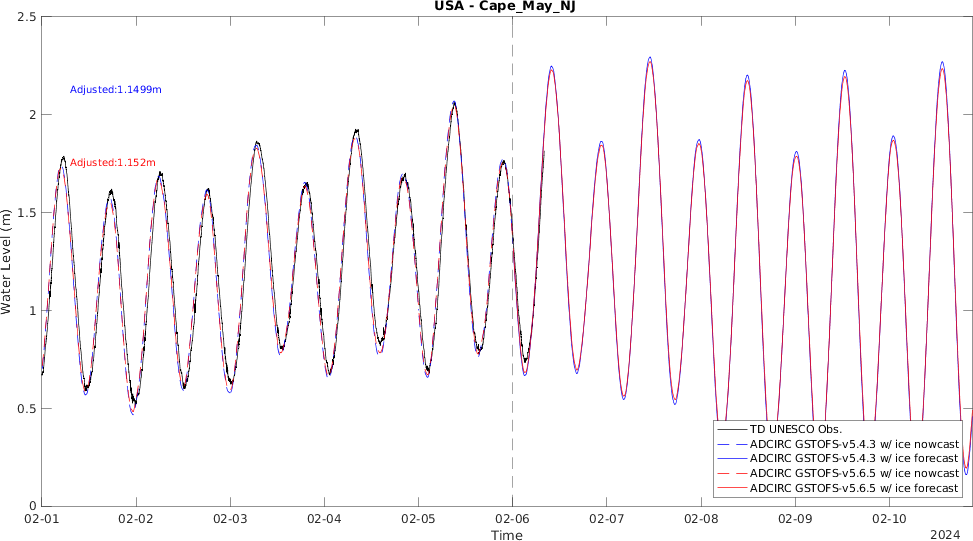 USA - Cape_May_NJ
2.5
Adjusted:1.1499m
2
Adjusted:1.152m
1.5
Water Level (m)
1
0.5
0
TD UNESCO Obs.
ADCIRC GSTOFS-v5.4.3 w/ ice nowcast
ADCIRC GSTOFS-v5.4.3 w/ ice forecast
ADCIRC GSTOFS-v5.6.5 w/ ice nowcast
ADCIRC GSTOFS-v5.6.5 w/ ice forecast
02-01 02-02 02-03 02-04 02-05 02-06 02-07 02-08 02-09 02-10
Time
2024